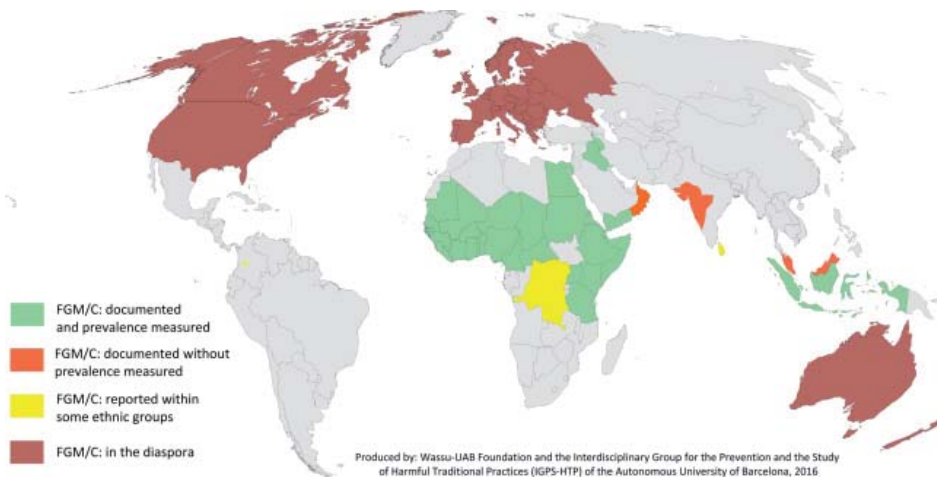 FGM/C: documented
and prevalence measured
FGM/C: documented without
prevalence measured
FGM/C: reported within
some ethnic groups
FGM/C: in the diaspora
Produced by: Wassu-UAB Foundation and the Interdisciplinary Group for the Prevention and the Study
of Harmful Traditional Practices (IGPS-HTP) of the Autonomous University of Barcelona, 2016